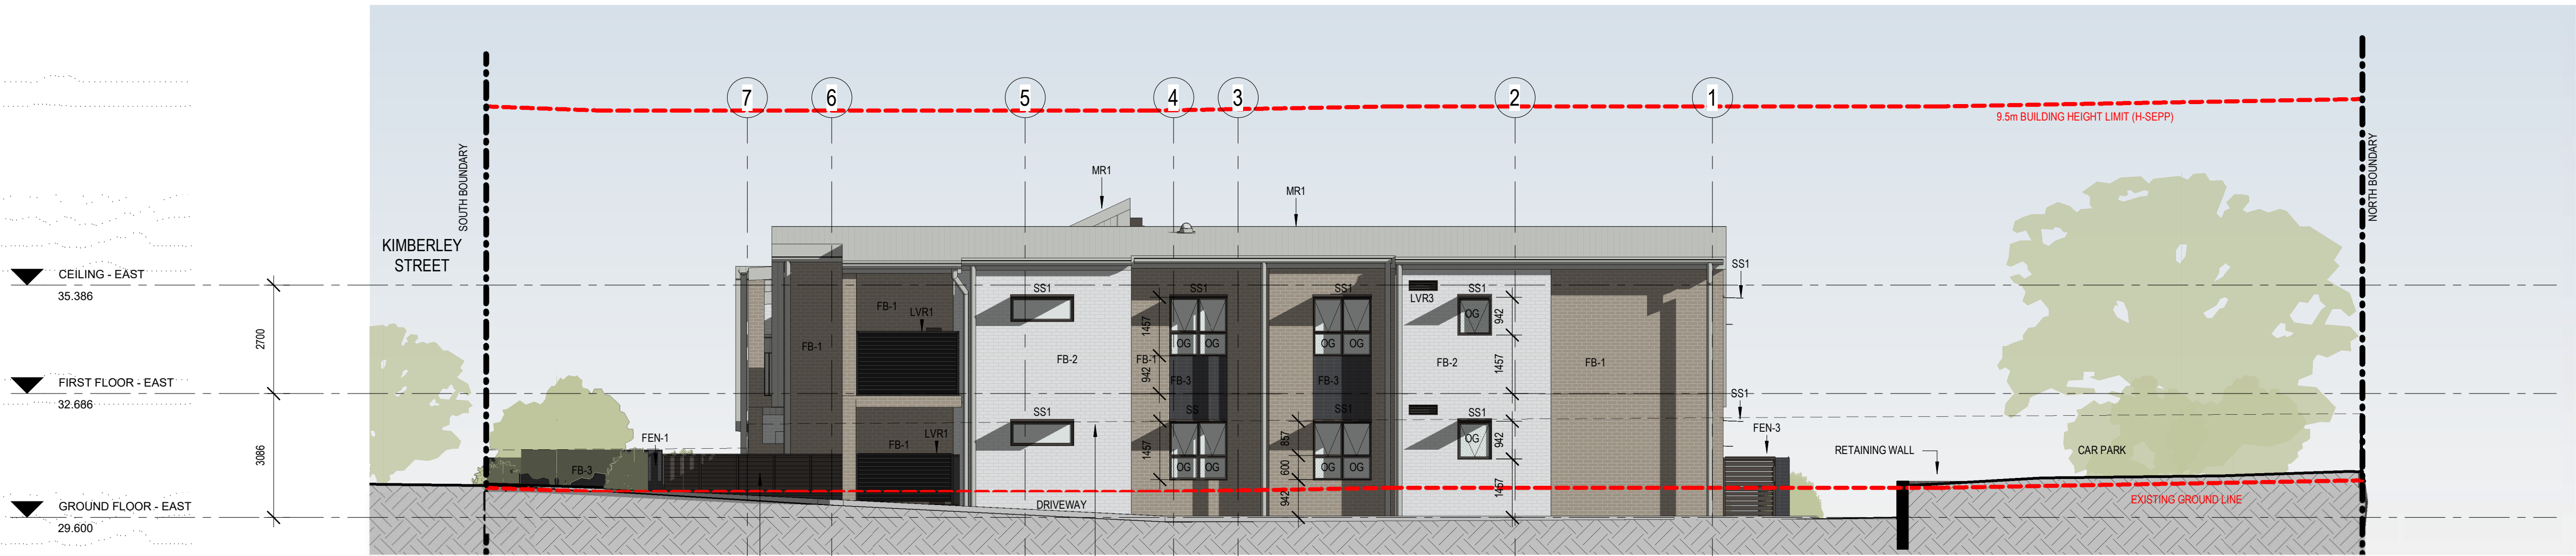 7
6
5
4
3
2
1
9.5m BUILDING HEIGHT LIMIT (H-SEPP)
SOUTH BOUNDARY
NORTH BOUNDARY
MR1
MR1
KIMBERLEY
STREET
CEILING - EAST
35.386
2700
FIRST FLOOR - EAST
32.686
3086
GROUND FLOOR - EAST
29.600
SS1
SS1
SS1
SS1
SS1
LVR3
FB-1
LVR1
FB-1
FB-2
1457
OG
OG
OG
OG
OG
942
FB-1
942
FB-3
FB-3
FB-2
1457
FB-1
SS1
SS1
SS
SS1
SS1
FEN-1
FB-3
FB-1
LVR1
1457
OG
OG
857
600
942
OG
OG
OG
942
1457
FEN-3
RETAINING WALL
CAR PARK
DRIVEWAY
EXISTING GROUND LINE